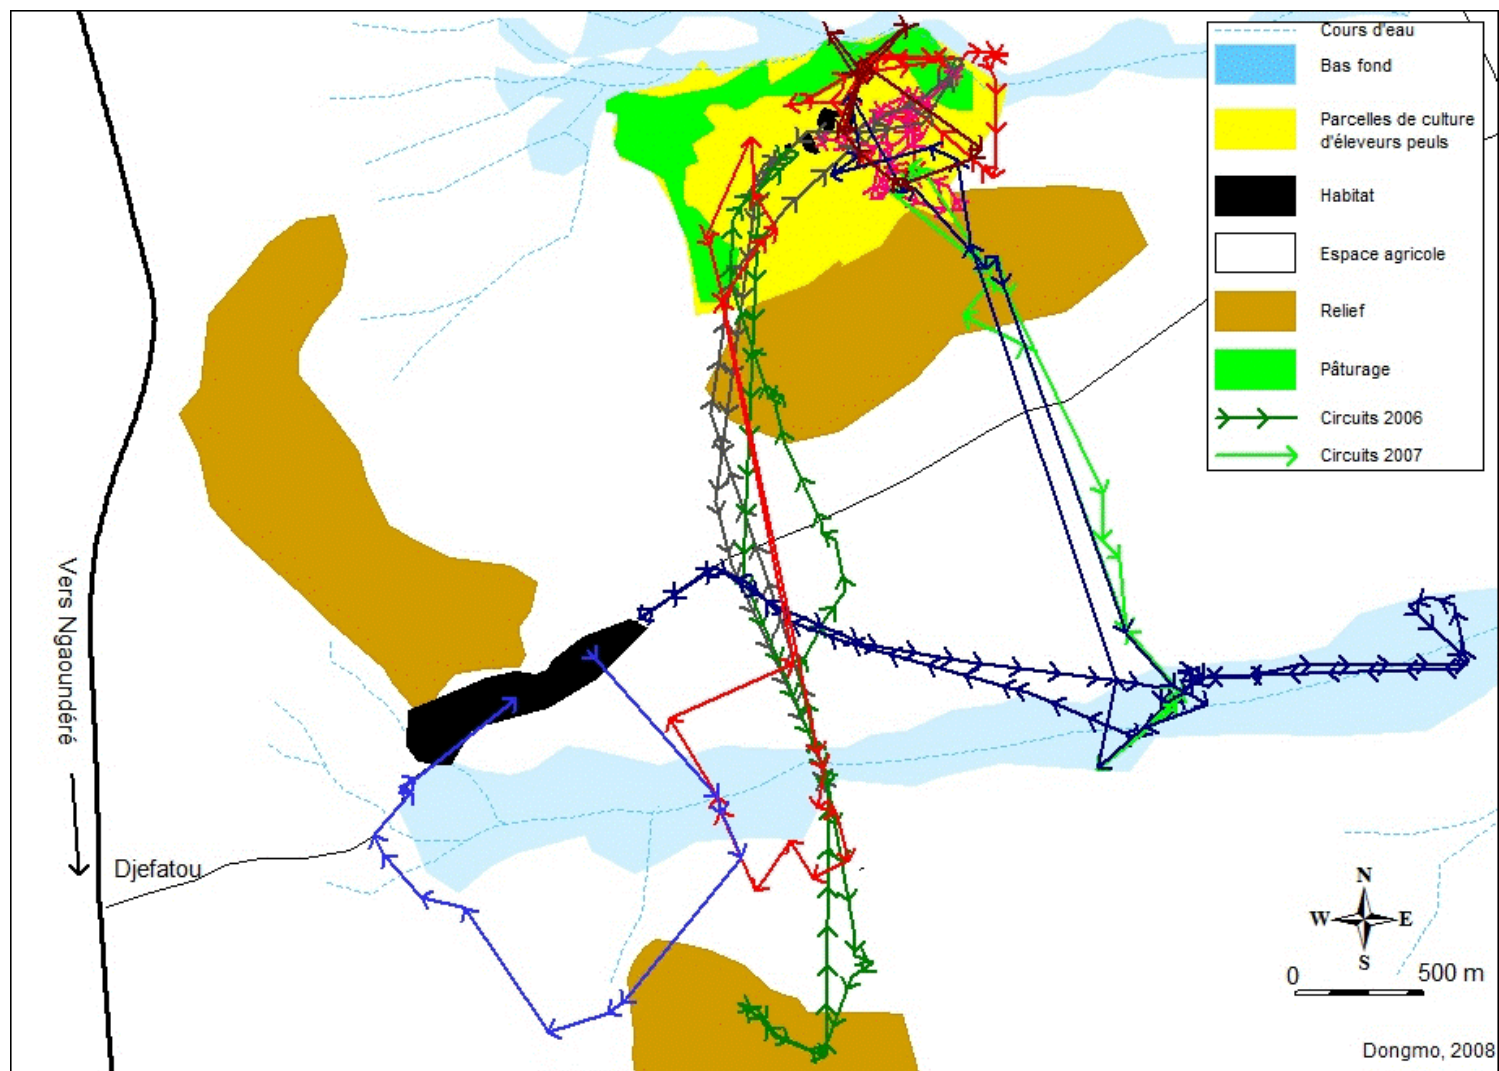 Cours d'eau
Bas fond
Parcelles de culture
d'éleveurs peuls
Habitat
Espace agricole
Relief
Pâturage
Circuits 2006
Circuits 2007
Vers Ngaoundéré
Djefatou
N
W E
S
0 500 m
Dongmo, 2008